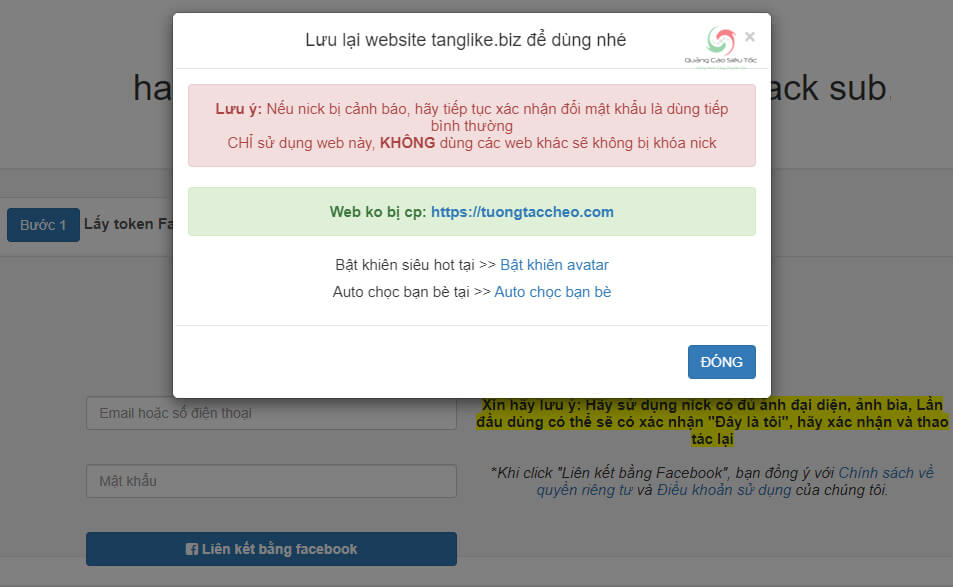 Lưu lại website tanglike.biz để dùng nhé
×
Quảng Cáo Siêu Tốc
ha
ack sub
Lưu ý: Nếu nick bị cảnh báo, hãy tiếp tục xác nhận đổi mật khẩu là dùng tiếp
bình thường
CHỈ sử dụng web này, KHÔNG dùng các web khác sẽ không bị khóa nick
Web ko bị cp: https://tuongtaccheo.com
Bước 1 Lấy token Fa
Bật khiên siêu hot tại >> Bật khiên avatar
Auto chọc bạn bè tại >> Auto chọc bạn bè
ĐÓNG
Email hoặc số điện thoại
Mật khẩu
Liên kết bằng facebook
Xin hãy lưu ý: Hãy sử dụng nick có đủ ảnh đại diện, ảnh bìa, Lần
đầu dùng có thể sẽ có xác nhận "Đây là tôi", hãy xác nhận và thao
tác lại
*Khi click "Liên kết bằng Facebook", bạn đồng ý với Chính sách về
quyền riêng tư và Điều khoản sử dụng của chúng tôi.